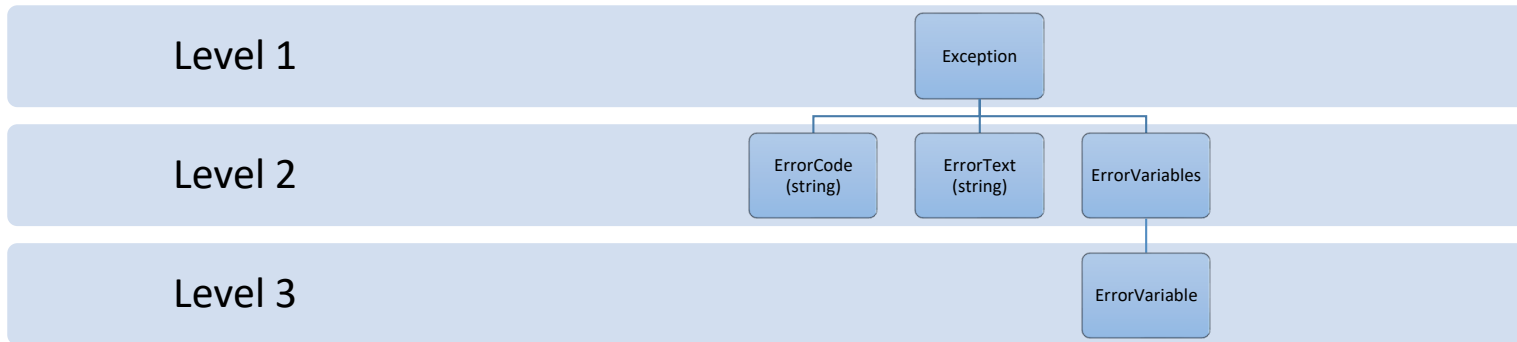 Level 1
Exception
Level 2
ErrorCode
(string)
ErrorText
(string)
ErrorVariables
Level 3
ErrorVariable